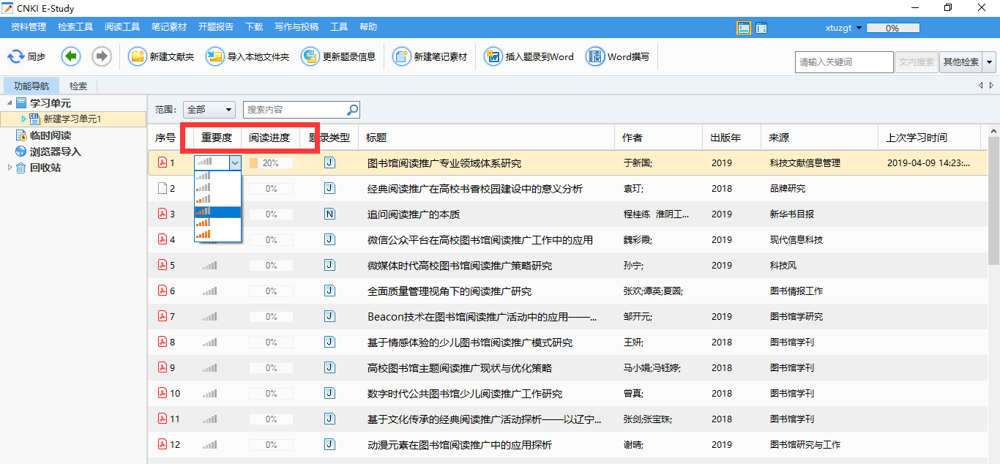 CNKI E-Study
资料管理 检索工具 阅读工具 笔记素材 开题报告 下载 写作与投稿 工具 帮助 xtuzgt 0%
同步 新建文献夹 导入本地文件夹 更新题录信息 新建笔记素材 插入题录到Word Word撰写 请输入关键词 文内搜索 其他检索
功能导航 检索
学习单元
新建学习单元1
临时阅读
浏览器导入
回收站
范围: 全部 搜索内容
序号 重要度 阅读进度 题录类型 标题 作者 出版年 来源 上次学习时间
1 20% J 图书馆阅读推广专业领域体系研究 于新国; 2019 科技文献信息管理 2019-04-09 14:23:...
2 0% J 经典阅读推广在高校书香校园建设中的意义分析 袁玎; 2018 品牌研究
3 0% N 追问阅读推广的本质 程桂练 淮阴工... 2019 新华书目报
4 0% J 微信公众平台在高校图书馆阅读推广工作中的应用 魏彩霞; 2019 现代信息科技
5 0% J 微媒体时代高校图书馆阅读推广策略研究 孙宁; 2019 科技风
6 0% J 全面质量管理视角下的阅读推广研究 张欢;谭英;夏圆; 图书情报工作
7 0% J Beacon技术在图书馆阅读推广活动中的应用——... 邹开元; 2019 图书馆学研究
8 0% J 基于情感体验的少儿图书馆阅读推广模式研究 王妍; 2018 图书馆学刊
9 0% J 高校图书馆主题阅读推广现状与优化策略 马小娟;冯钰婷; 2018 图书馆学刊
10 0% J 数字时代公共图书馆少儿阅读推广工作研究 曾真; 2018 图书馆学刊
11 0% J 基于文化传承的经典阅读推广活动探析——以辽宁... 张剑;张宝珠; 2018 图书馆学刊
12 0% J 动漫元素在图书馆阅读推广中的应用探析 谢晴; 2019 图书馆研究与工作